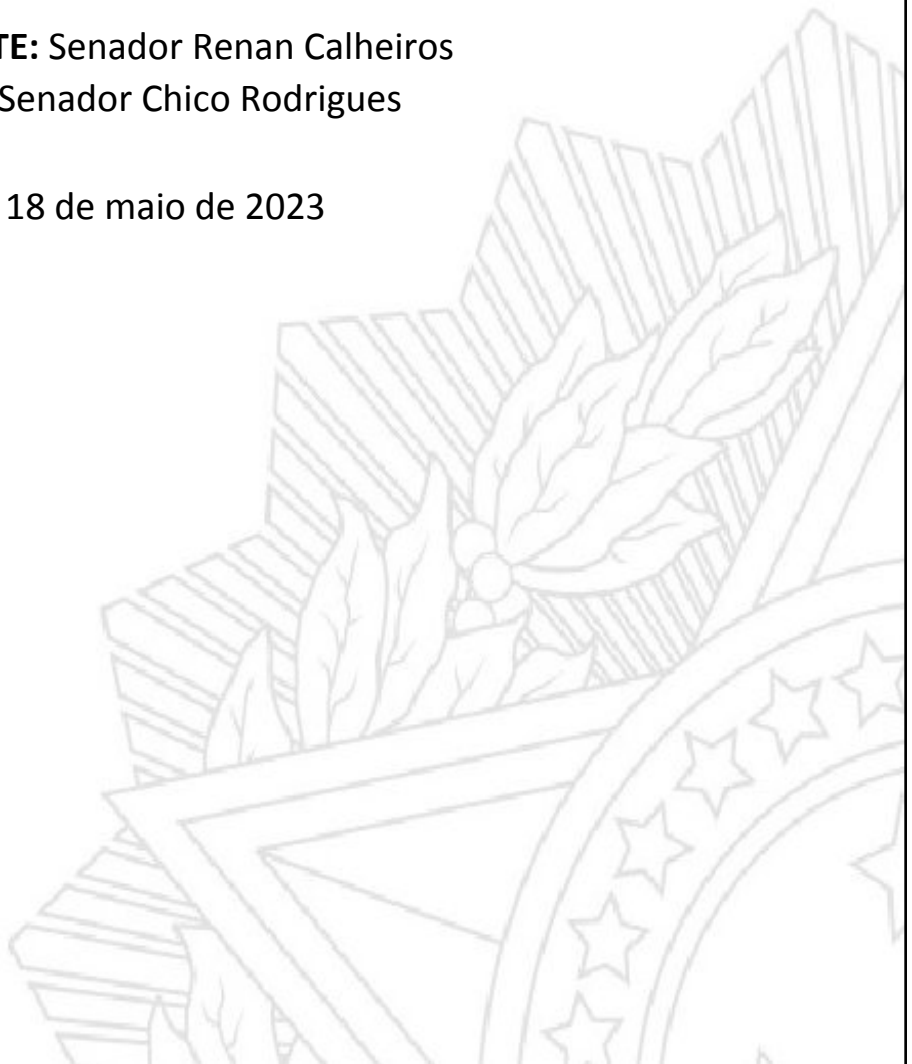 TE: Senador Renan Calheiros
Senador Chico Rodrigues
18 de maio de 2023